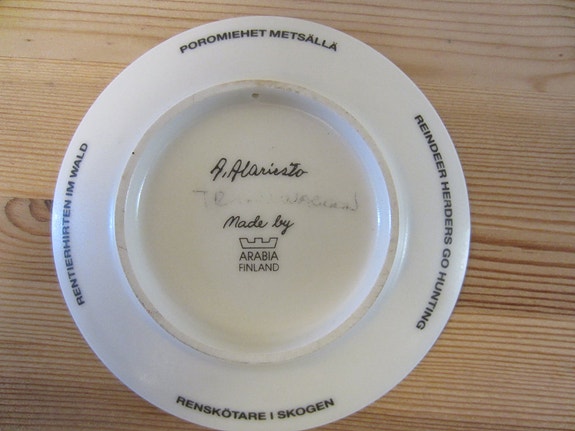 POROMIEHET METSÄLLÄ
REINDEER HERDERS GO HUNTING
RENSKÖTARE I SKOGEN
RENTIERHIRTEN IM WALD
A. Alariesto
Made by
ARABIA
FINLAND